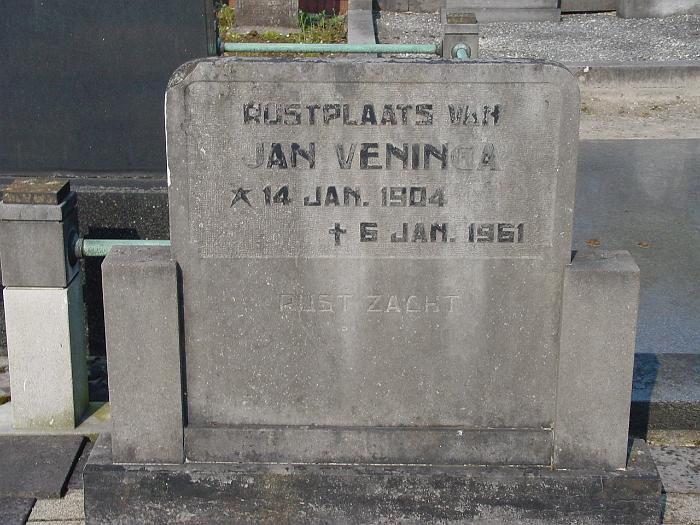 RUSTPLAATS VAN
JAN VENINGA
★ 14 JAN. 1904
✝ 6 JAN. 1961
RUST ZACHT